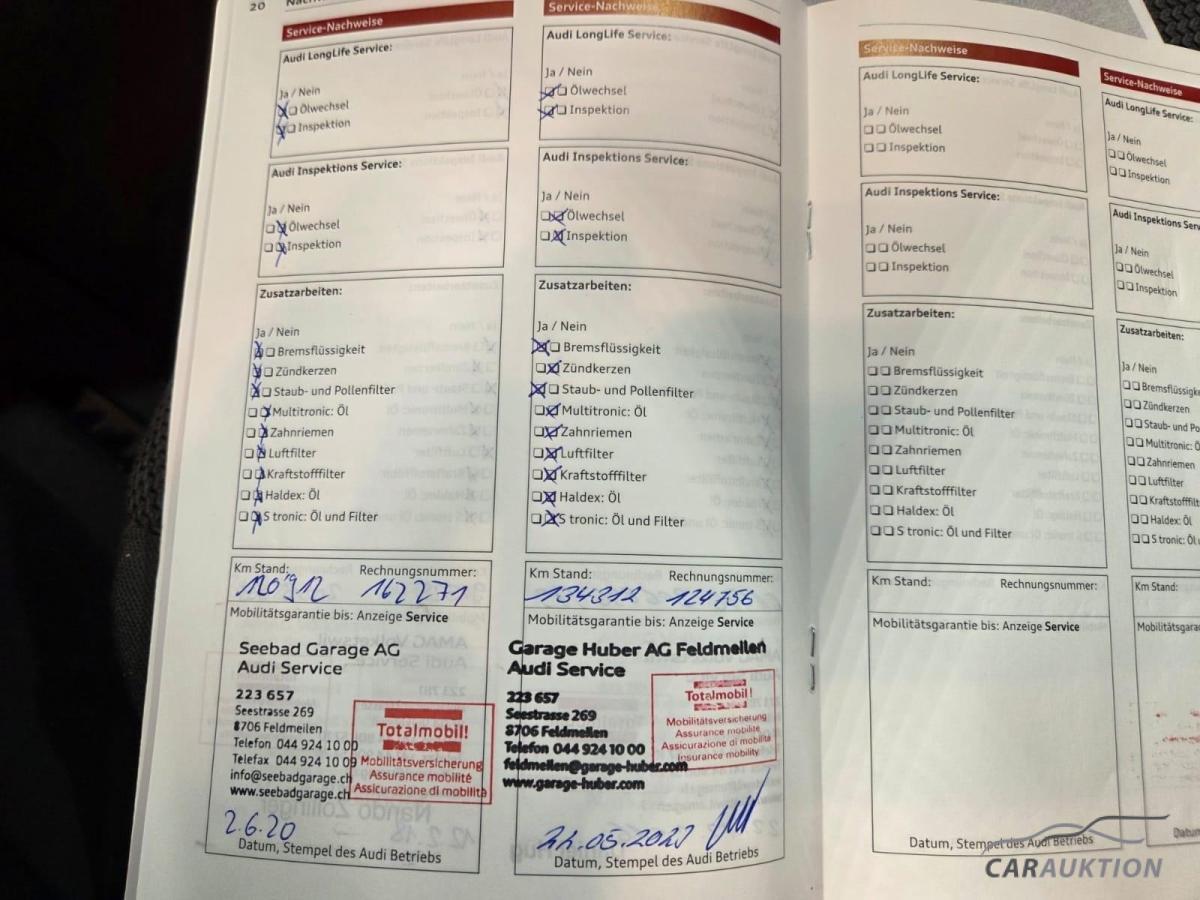 20
Service-Nachweise
Audi LongLife Service:
Ja / Nein
Ölwechsel
Inspektion
Audi Inspektions Service:
Ja / Nein
Ölwechsel
Inspektion
Zusatzarbeiten:
Ja / Nein
Bremsflüssigkeit
Zündkerzen
Staub- und Pollenfilter
Multitronic: Öl
Zahnriemen
Luftfilter
Kraftstofffilter
Haldex: Öl
S tronic: Öl und Filter
Km Stand: Rechnungsnummer:
120'912 162271
Mobilitätsgarantie bis: Anzeige Service
Seebad Garage AG
Audi Service
223 657
Seestrasse 269
8706 Feldmeilen
Telefon 044 924 10 00
Telefax 044 924 10 09
info@seebadgarage.ch
www.seebadgarage.ch
Totalmobil!
Mobilitätsversicherung
Assurance mobilité
Assicurazione di mobilità
2.6.20
Datum, Stempel des Audi Betriebs
Service-Nachweise
Audi LongLife Service:
Ja / Nein
Ölwechsel
Inspektion
Audi Inspektions Service:
Ja / Nein
Ölwechsel
Inspektion
Zusatzarbeiten:
Ja / Nein
Bremsflüssigkeit
Zündkerzen
Staub- und Pollenfilter
Multitronic: Öl
Zahnriemen
Luftfilter
Kraftstofffilter
Haldex: Öl
S tronic: Öl und Filter
Km Stand: Rechnungsnummer:
134312 124756
Mobilitätsgarantie bis: Anzeige Service
Garage Huber AG Feldmeilen
Audi Service
223 657
Seestrasse 269
8706 Feldmeilen
Telefon 044 924 10 00
feldmeilen@garage-huber.com
www.garage-huber.com
Totalmobil!
Mobilitätsversicherung
Assurance mobilité
Assicurazione di mobilità
Insurance mobility
Datum, Stempel des Audi Betriebs
Service-Nachweise
Audi LongLife Service:
Ja / Nein
Ölwechsel
Inspektion
Audi Inspektions Service:
Ja / Nein
Ölwechsel
Inspektion
Zusatzarbeiten:
Ja / Nein
Bremsflüssigkeit
Zündkerzen
Staub- und Pollenfilter
Multitronic: Öl
Zahnriemen
Luftfilter
Kraftstofffilter
Haldex: Öl
S tronic: Öl und Filter
Km Stand: Rechnungsnummer:
Mobilitätsgarantie bis: Anzeige Service
Datum, Stempel des Audi Betriebs
Service-Nachweise
Audi LongLife Service:
Ja / Nein
Ölwechsel
Inspektion
Audi Inspektions Service:
Ja / Nein
Ölwechsel
Inspektion
Zusatzarbeiten:
Ja / Nein
Bremsflüssigke
Zündkerzen
Staub- und Po
Multitronic: Ö
Zahnriemen
Luftfilter
Kraftstofffilte
Haldex: Öl
S tronic: Öl u
Km Stand:
Mobilitätsgara
CARAUKTION